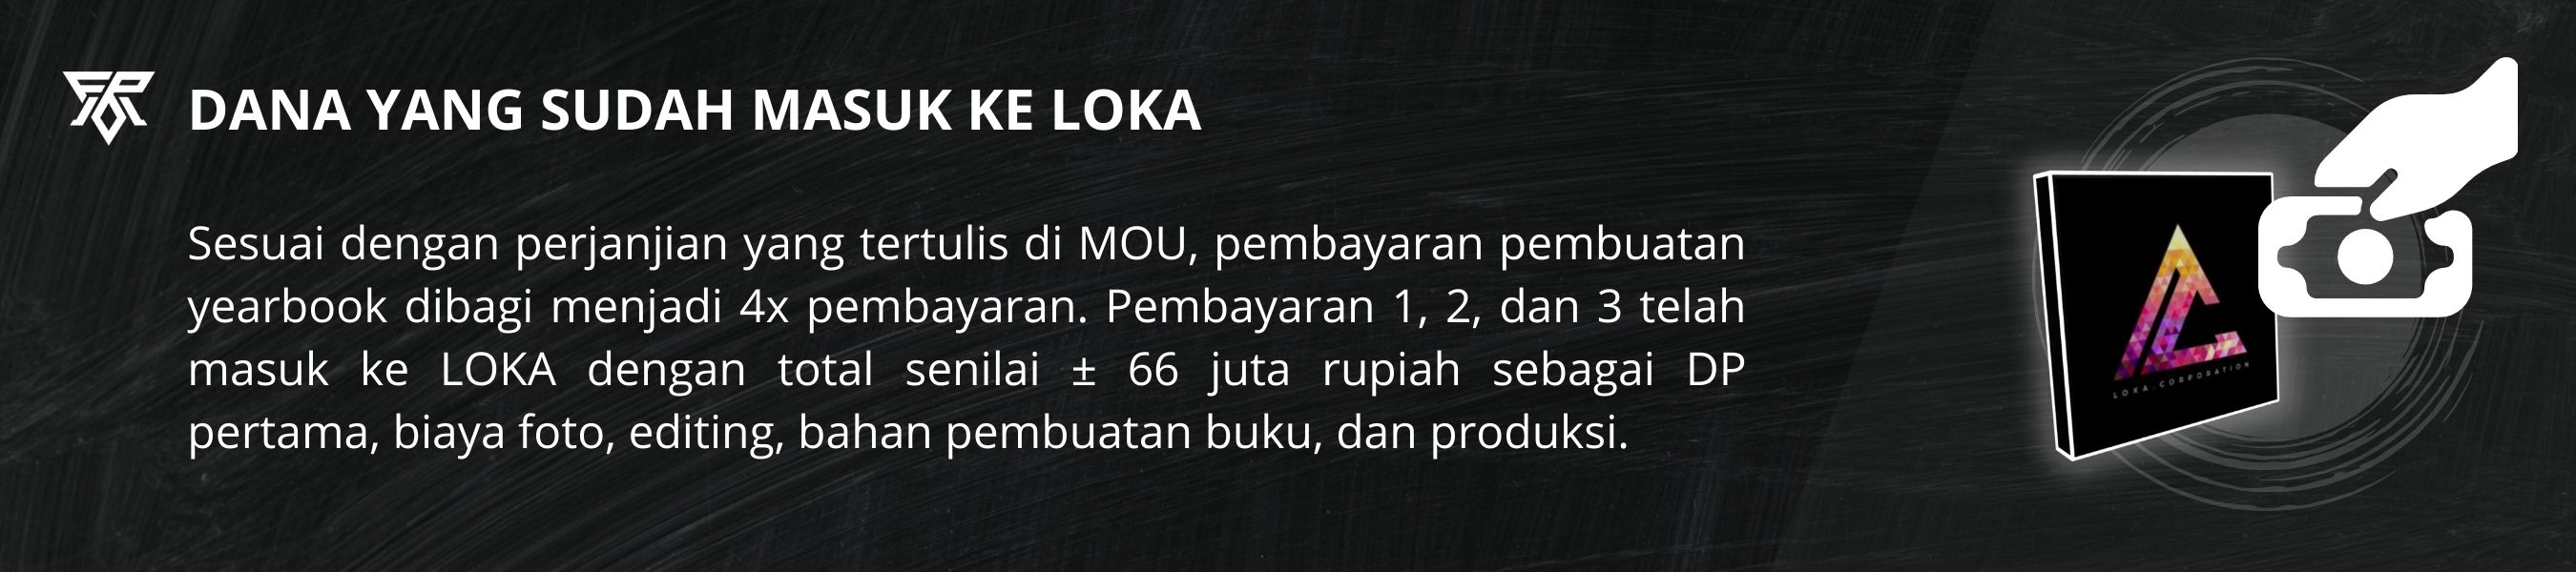 DANA YANG SUDAH MASUK KE LOKA
Sesuai dengan perjanjian yang tertulis di MOU, pembayaran pembuatan
yearbook dibagi menjadi 4x pembayaran. Pembayaran 1, 2, dan 3 telah
masuk ke LOKA dengan total senilai ± 66 juta rupiah sebagai DP
pertama, biaya foto, editing, bahan pembuatan buku, dan produksi.
LOKA.CORPORATION